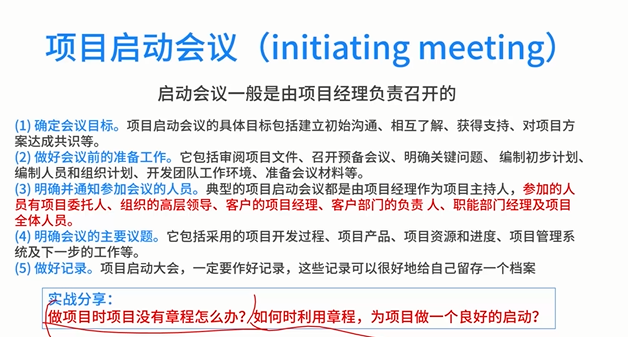 项目启动会议（initiating meeting）
启动会议一般是由项目经理负责召开的
(1) 确定会议目标。项目启动会议的具体目标包括建立初始沟通、相互了解、获得支持、对项目方
案达成共识等。
(2) 做好会议前的准备工作。它包括审阅项目文件、召开预备会议、明确关键问题、 编制初步计划、
编制人员和组织计划、开发团队工作环境、准备会议材料等。
(3) 明确并通知参加会议的人员。典型的项目启动会议都是由项目经理作为项目主持人，参加的人
员有项目委托人、组织的高层领导、客户的项目经理、客户部门的负责 人、职能部门经理及项目
全体人员。
(4) 明确会议的主要议题。它包括采用的项目开发过程、项目产品、项目资源和进度、项目管理系
统及下一步的工作等。
(5) 做好记录。项目启动大会，一定要作好记录，这些记录可以很好地给自己留存一个档案
实战分享：
做项目时项目没有章程怎么办？如何时利用章程，为项目做一个良好的启动？